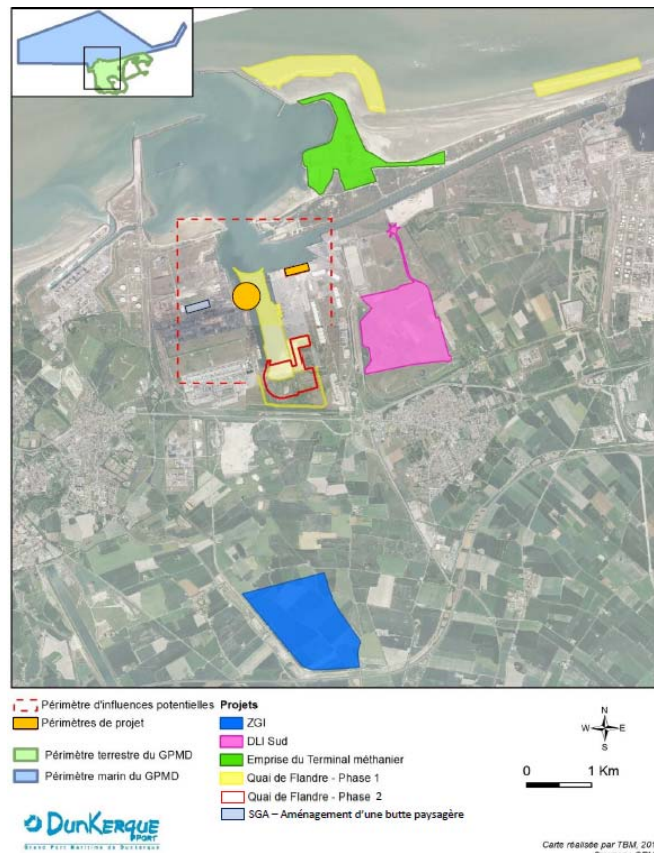 Périmètre d'influences potentielles
Périmètres de projet
Périmètre terrestre du GPMD
Périmètre marin du GPMD
Projets
ZGI
DLI Sud
Emprise du Terminal méthanier
Quai de Flandre - Phase 1
Quai de Flandre - Phase 2
SGA – Aménagement d'une butte paysagère
N
W E
S
0 1 Km
DUNKERQUE
PORT
Grand Port Maritime de Dunkerque
Carte réalisée par TBM, 201